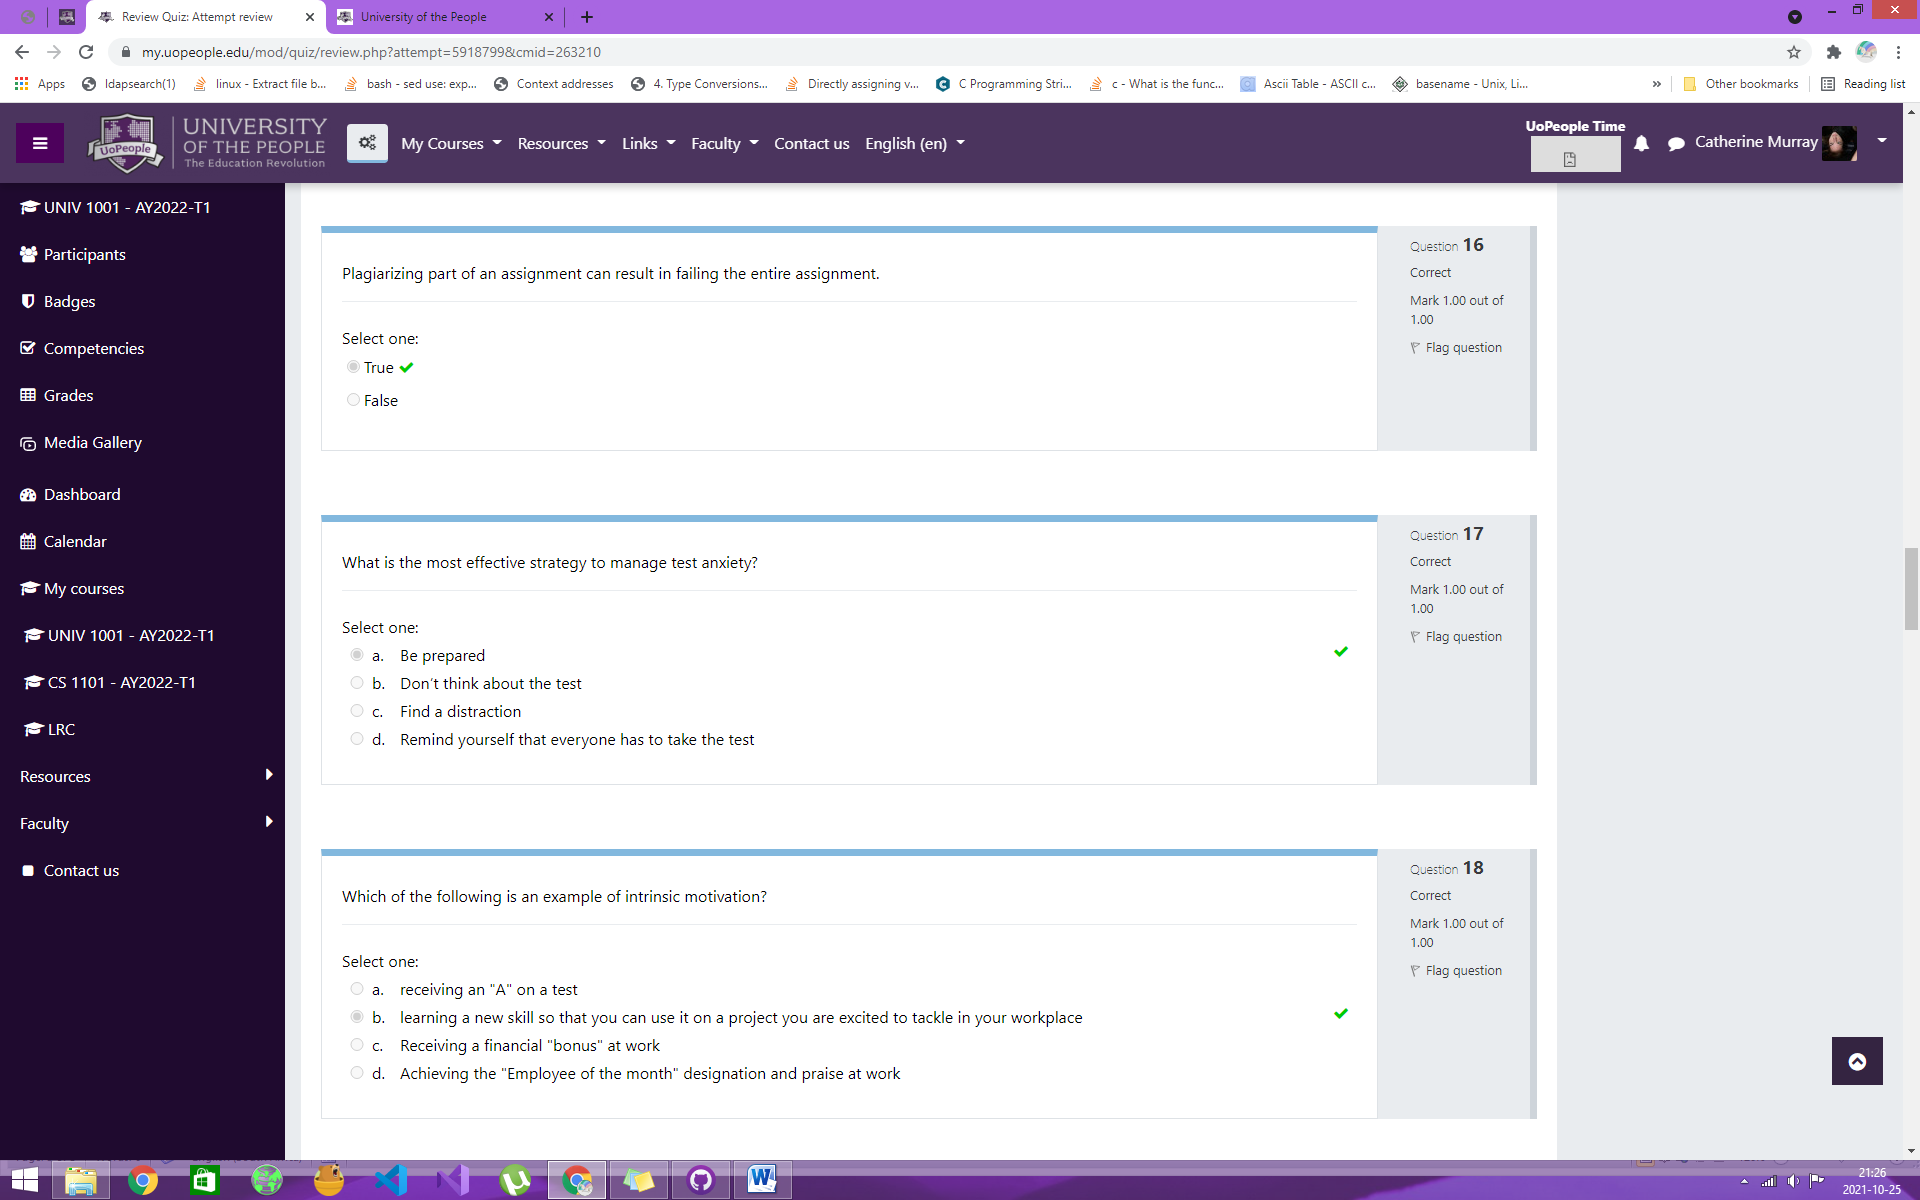 Review Quiz: Attempt review
University of the People
my.uopeople.edu/mod/quiz/review.php?attempt=5918799&cmid=263210
Apps
ldapsearch(1)
linux - Extract file b...
bash - sed use: exp...
Context addresses
4. Type Conversions...
Directly assigning v...
C Programming Stri...
c - What is the func...
Ascii Table - ASCII c...
basename - Unix, Li...
»
Other bookmarks
Reading list
UoPeople
UNIVERSITY
OF THE PEOPLE
The Education Revolution
My Courses
Resources
Links
Faculty
Contact us
English (en)
UoPeople Time
Catherine Murray
UNIV 1001 - AY2022-T1
Participants
Badges
Competencies
Grades
Media Gallery
Dashboard
Calendar
My courses
UNIV 1001 - AY2022-T1
CS 1101 - AY2022-T1
LRC
Resources
Faculty
Contact us
Plagiarizing part of an assignment can result in failing the entire assignment.
Select one:
True
False
Question 16
Correct
Mark 1.00 out of
1.00
Flag question
What is the most effective strategy to manage test anxiety?
Select one:
a. Be prepared
b. Don't think about the test
c. Find a distraction
d. Remind yourself that everyone has to take the test
Question 17
Correct
Mark 1.00 out of
1.00
Flag question
Which of the following is an example of intrinsic motivation?
Select one:
a. receiving an "A" on a test
b. learning a new skill so that you can use it on a project you are excited to tackle in your workplace
c. Receiving a financial "bonus" at work
d. Achieving the "Employee of the month" designation and praise at work
Question 18
Correct
Mark 1.00 out of
1.00
Flag question
21:26
2021-10-25